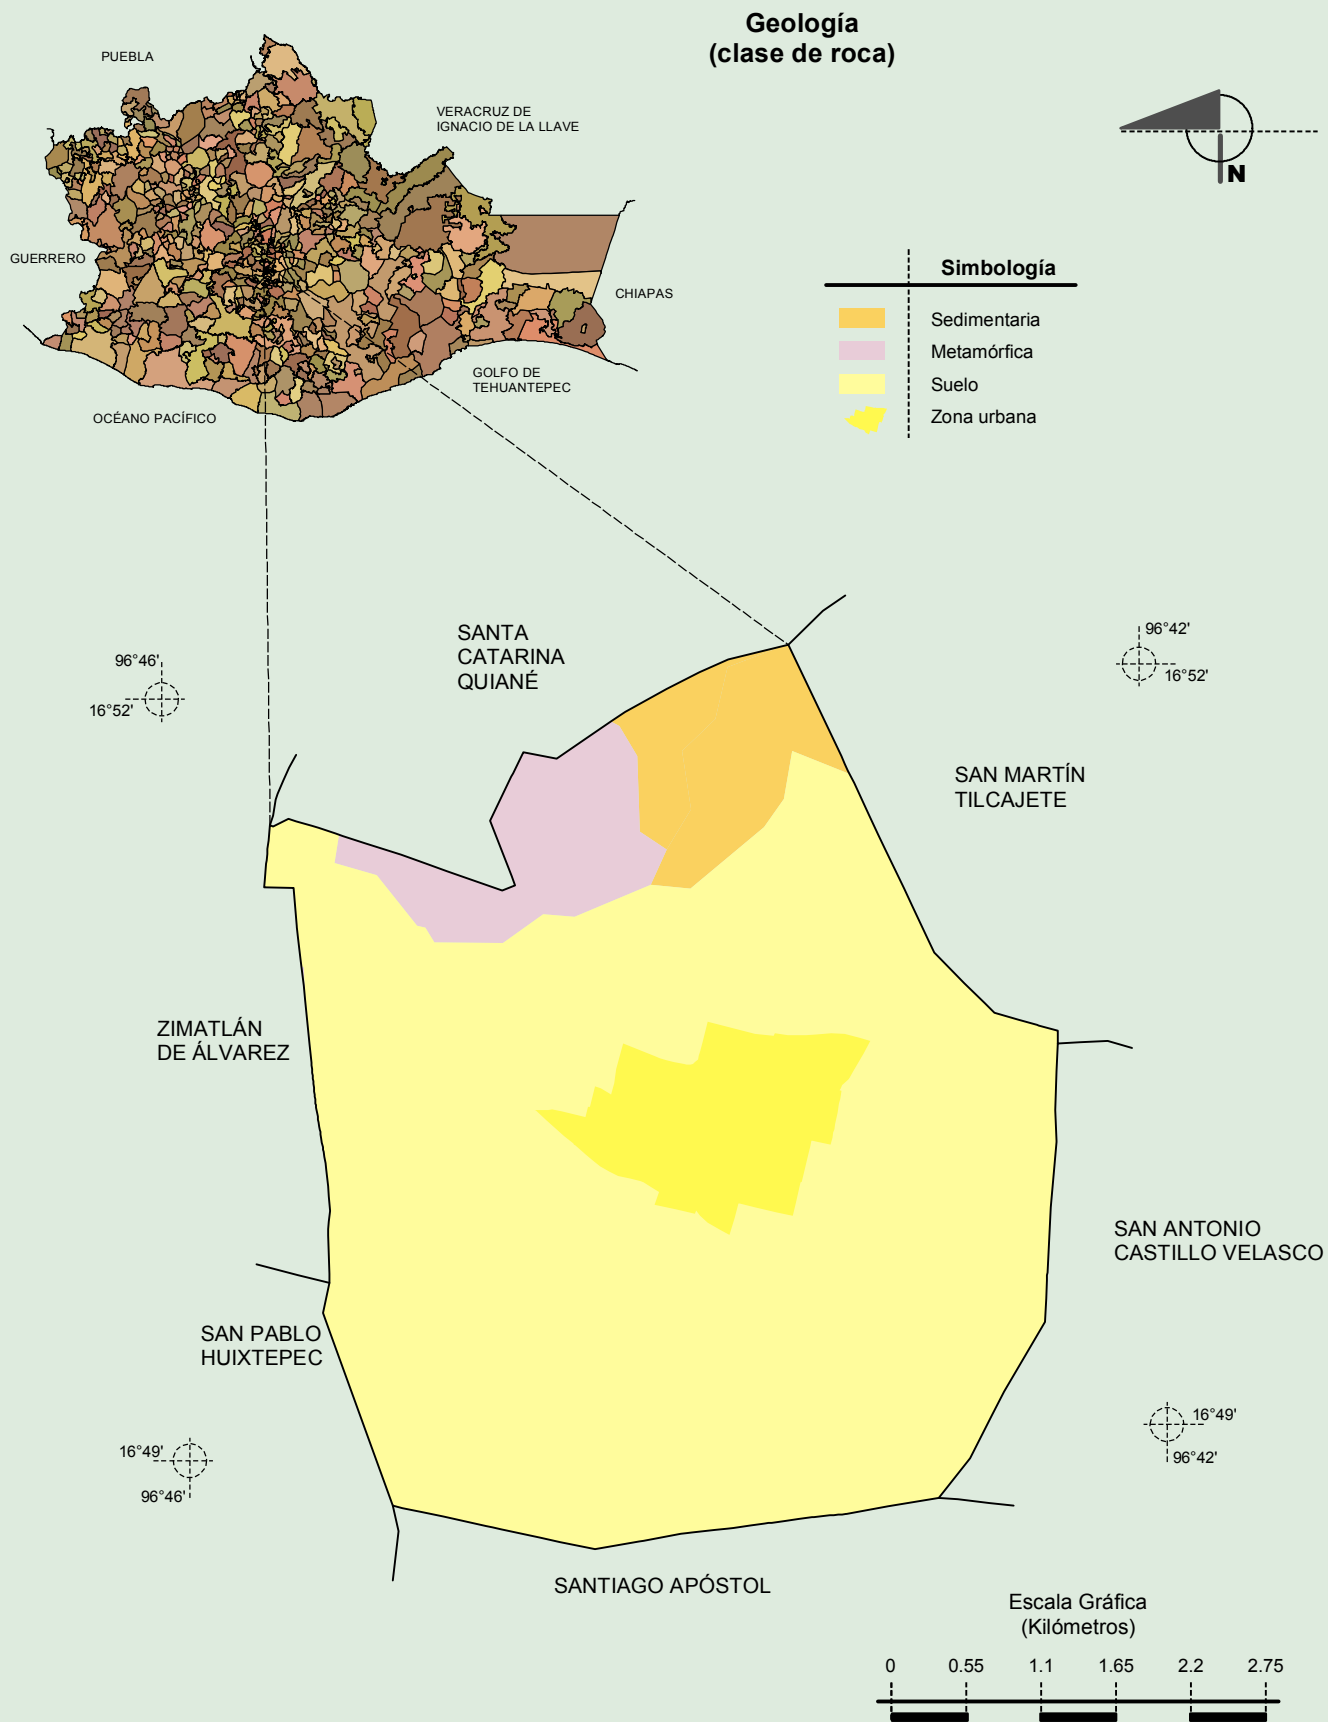 Geología
(clase de roca)
PUEBLA
VERACRUZ DE
IGNACIO DE LA LLAVE
N
GUERRERO
CHIAPAS
GOLFO DE
TEHUANTEPEC
OCÉANO PACÍFICO
Simbología
Sedimentaria
Metamórfica
Suelo
Zona urbana
SANTA
CATARINA
QUIANÉ
96°46'
16°52'
96°42'
16°52'
SAN MARTÍN
TILCAJETE
ZIMATLÁN
DE ÁLVAREZ
SAN ANTONIO
CASTILLO VELASCO
SAN PABLO
HUIXTEPEC
16°49'
96°46'
16°49'
96°42'
SANTIAGO APÓSTOL
Escala Gráfica
(Kilómetros)
0 0.55 1.1 1.65 2.2 2.75